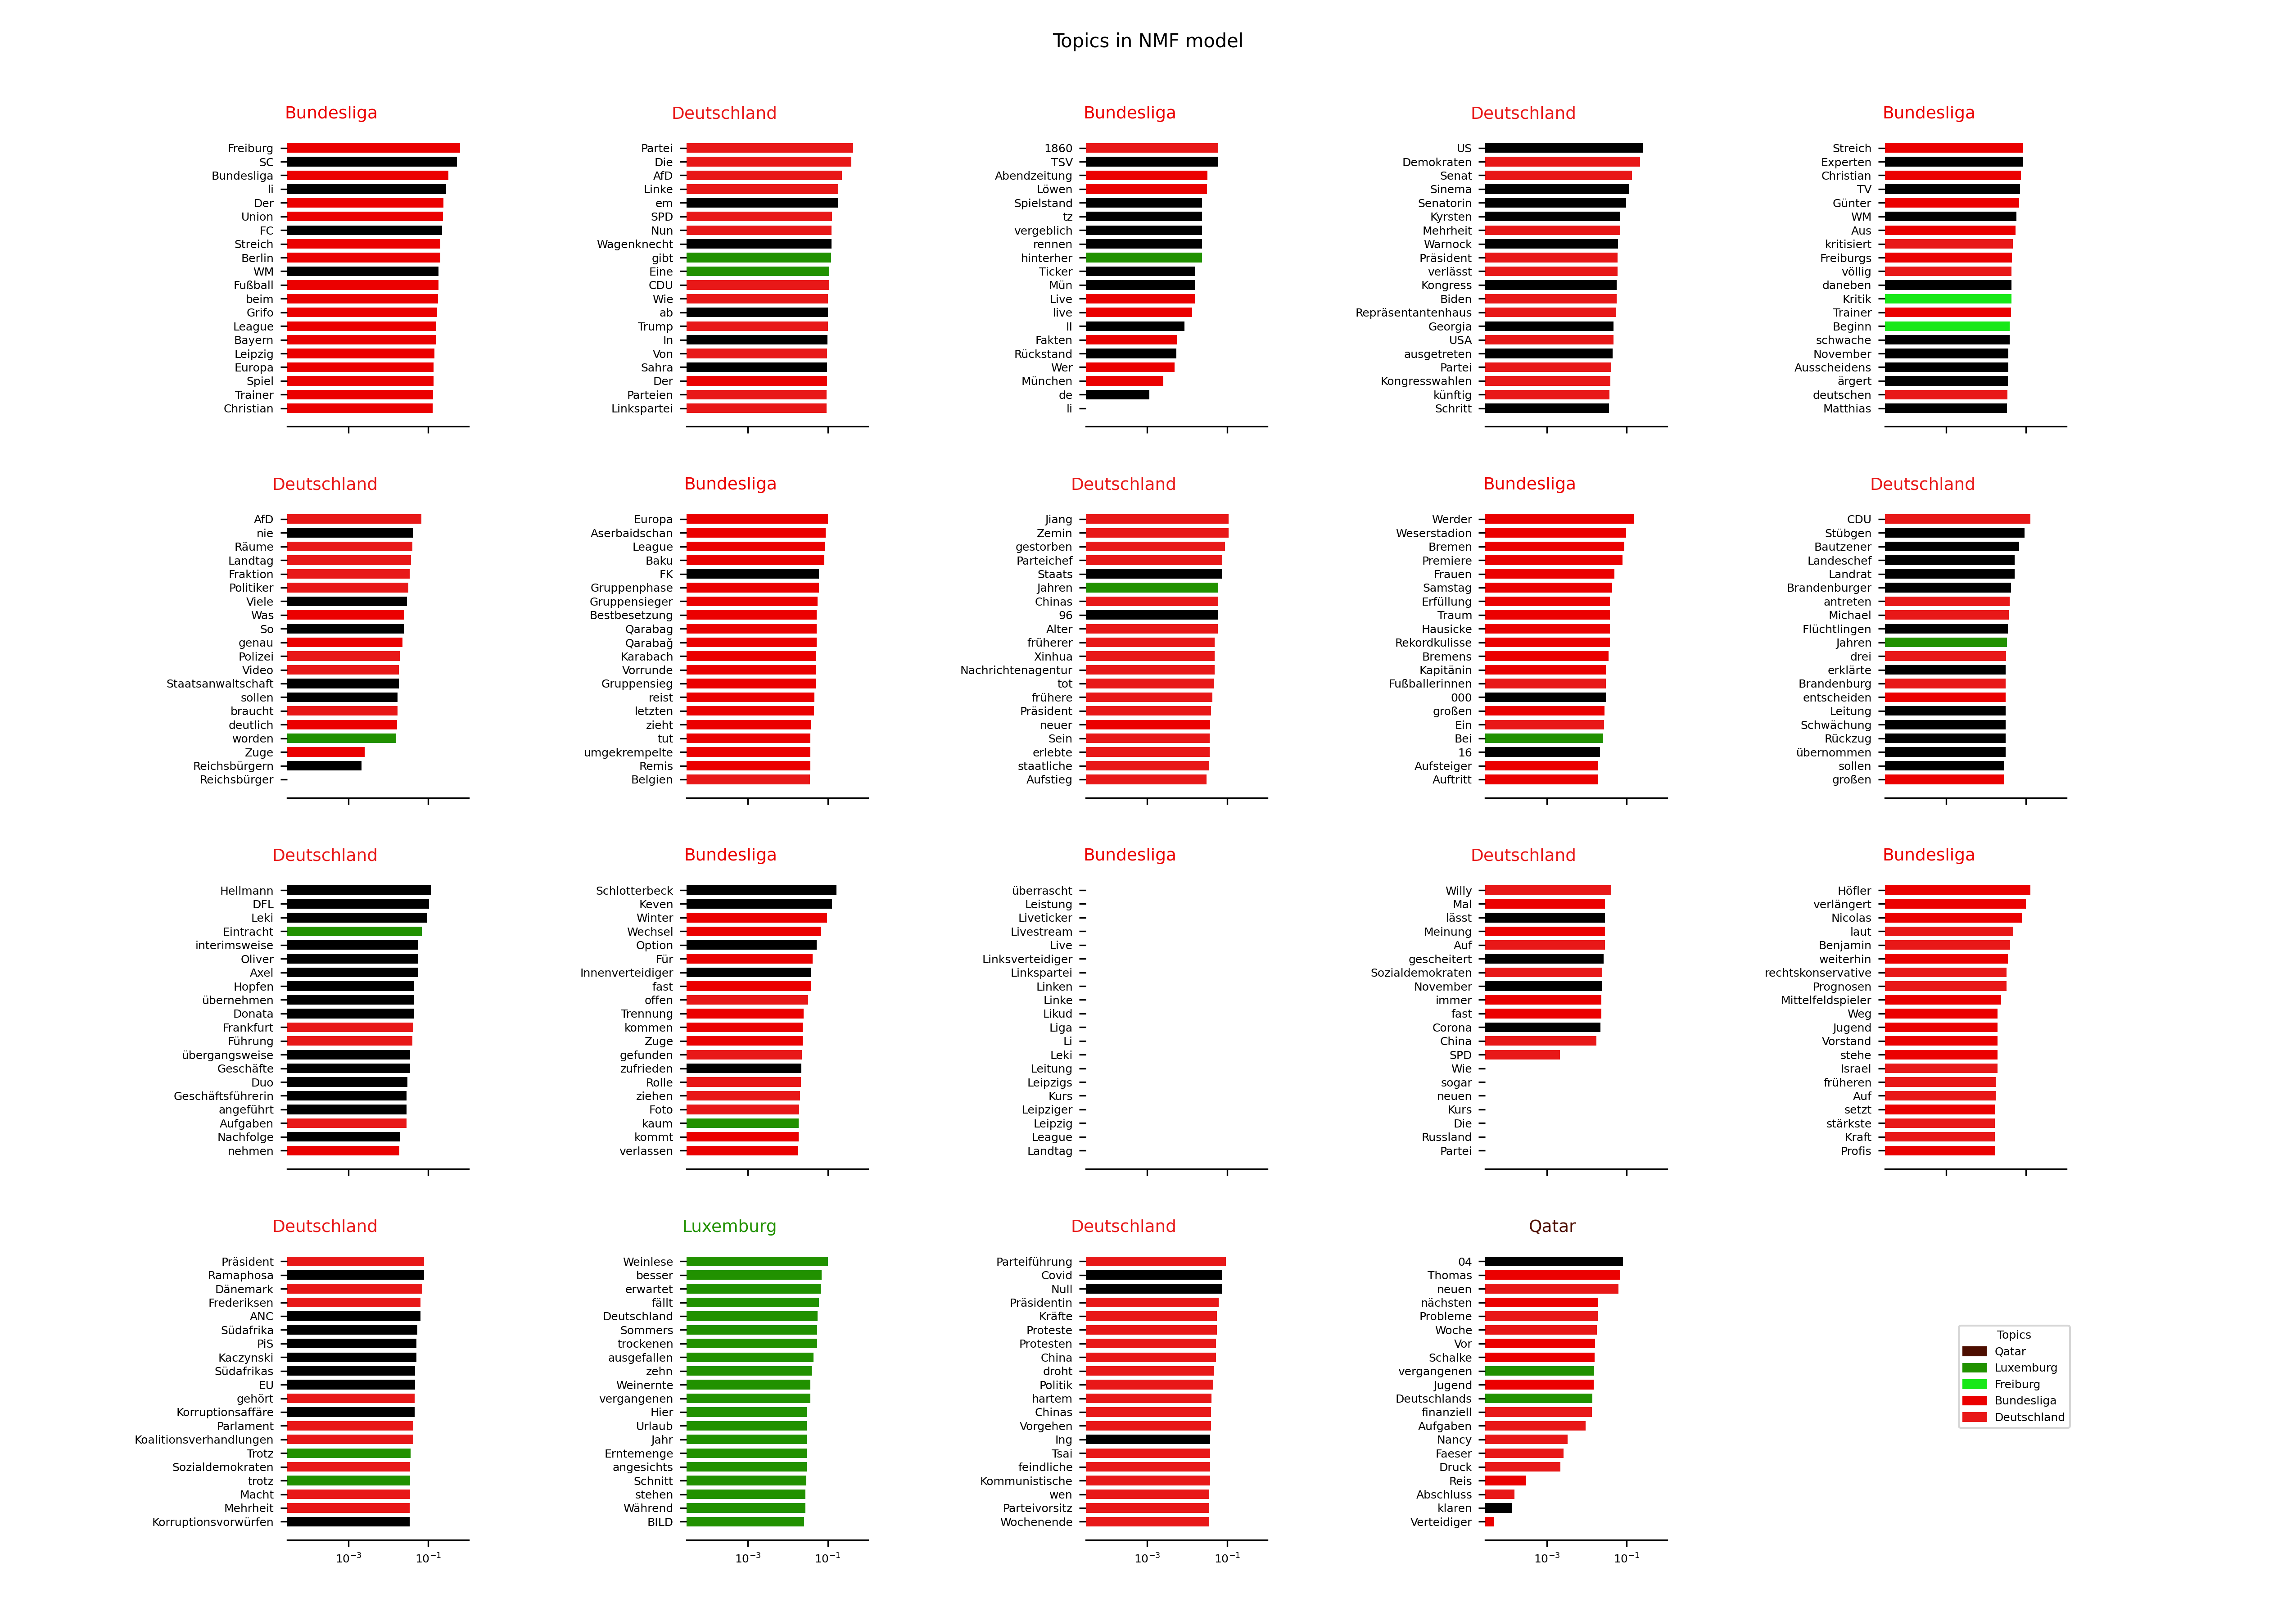 Topics in NMF model
Bundesliga
Freiburg
SC
Bundesliga
li
Der
Union
FC
Streich
Berlin
WM
Fußball
beim
Grifo
League
Bayern
Leipzig
Europa
Spiel
Trainer
Christian
Deutschland
Partei
Die
AfD
Linke
em
SPD
Nun
Wagenknecht
gibt
Eine
CDU
Wie
ab
Trump
In
Von
Sahra
Der
Parteien
Linkspartei
Bundesliga
1860
TSV
Abendzeitung
Löwen
Spielstand
tz
vergeblich
rennen
hinterher
Ticker
Mün
Live
live
II
Fakten
Rückstand
Wer
München
de
li
Deutschland
US
Demokraten
Senat
Sinema
Senatorin
Kyrsten
Mehrheit
Warnock
Präsident
verlässt
Kongress
Biden
Repräsentantenhaus
Georgia
USA
ausgetreten
Partei
Kongresswahlen
künftig
Schritt
Bundesliga
Streich
Experten
Christian
TV
Günter
WM
Aus
kritisiert
Freiburgs
völlig
daneben
Kritik
Trainer
Beginn
schwache
November
Ausscheidens
ärgert
deutschen
Matthias
Deutschland
AfD
nie
Räume
Landtag
Fraktion
Politiker
Viele
Was
So
genau
Polizei
Video
Staatsanwaltschaft
sollen
braucht
deutlich
worden
Zuge
Reichsbürgern
Reichsbürger
Bundesliga
Europa
Aserbaidschan
League
Baku
FK
Gruppenphase
Gruppensieger
Bestbesetzung
Qarabag
Qarabağ
Karabach
Vorrunde
Gruppensieg
reist
letzten
zieht
tut
umgekrempelte
Remis
Belgien
Deutschland
Jiang
Zemin
gestorben
Parteichef
Staats
Jahren
Chinas
96
Alter
früherer
Xinhua
Nachrichtenagentur
tot
frühere
Präsident
neuer
Sein
erlebte
staatliche
Aufstieg
Bundesliga
Werder
Weserstadion
Bremen
Premiere
Frauen
Samstag
Erfüllung
Traum
Hausicke
Rekordkulisse
Bremens
Kapitänin
Fußballerinnen
000
großen
Ein
Bei
16
Aufsteiger
Auftritt
Deutschland
CDU
Stübgen
Bautzener
Landeschef
Landrat
Brandenburger
antreten
Michael
Flüchtlingen
Jahren
drei
erklärte
Brandenburg
entscheiden
Leitung
Schwächung
Rückzug
übernommen
sollen
großen
Deutschland
Hellmann
DFL
Leki
Eintracht
interimsweise
Oliver
Axel
Hopfen
übernehmen
Donata
Frankfurt
Führung
übergangsweise
Geschäfte
Duo
Geschäftsführerin
angeführt
Aufgaben
Nachfolge
nehmen
Bundesliga
Schlotterbeck
Keven
Winter
Wechsel
Option
Für
Innenverteidiger
fast
offen
Trennung
kommen
Zuge
gefunden
zufrieden
Rolle
ziehen
Foto
kaum
kommt
verlassen
Bundesliga
überrascht
Leistung
Liveticker
Livestream
Live
Linksverteidiger
Linkspartei
Linken
Linke
Likud
Liga
Li
Leki
Leitung
Leipzigs
Kurs
Leipziger
Leipzig
League
Landtag
Deutschland
Willy
Mal
lässt
Meinung
Auf
gescheitert
Sozialdemokraten
November
immer
fast
Corona
China
SPD
Wie
sogar
neuen
Kurs
Die
Russland
Partei
Bundesliga
Höfler
verlängert
Nicolas
laut
Benjamin
weiterhin
rechtskonservative
Prognosen
Mittelfeldspieler
Weg
Jugend
Vorstand
stehe
Israel
früheren
Auf
setzt
stärkste
Kraft
Profis
Deutschland
Präsident
Ramaphosa
Dänemark
Frederiksen
ANC
Südafrika
PiS
Kaczynski
Südafrikas
EU
gehört
Korruptionsaffäre
Parlament
Koalitionsverhandlungen
Trotz
Sozialdemokraten
trotz
Macht
Mehrheit
Korruptionsvorwürfen
10⁻³ 10⁻¹
Luxemburg
Weinlese
besser
erwartet
fällt
Deutschland
Sommers
trockenen
ausgefallen
zehn
Weinernte
vergangenen
Hier
Urlaub
Jahr
Erntemenge
angesichts
Schnitt
stehen
Während
BILD
10⁻³ 10⁻¹
Deutschland
Parteiführung
Covid
Null
Präsidentin
Kräfte
Proteste
Protesten
China
droht
Politik
hartem
Chinas
Vorgehen
Ing
Tsai
feindliche
Kommunistische
wen
Parteivorsitz
Wochenende
10⁻³ 10⁻¹
Qatar
04
Thomas
neuen
nächsten
Probleme
Woche
Vor
Schalke
vergangenen
Jugend
Deutschlands
finanziell
Aufgaben
Nancy
Faeser
Druck
Reis
Abschluss
klaren
Verteidiger
10⁻³ 10⁻¹
Topics
Qatar
Luxemburg
Freiburg
Bundesliga
Deutschland